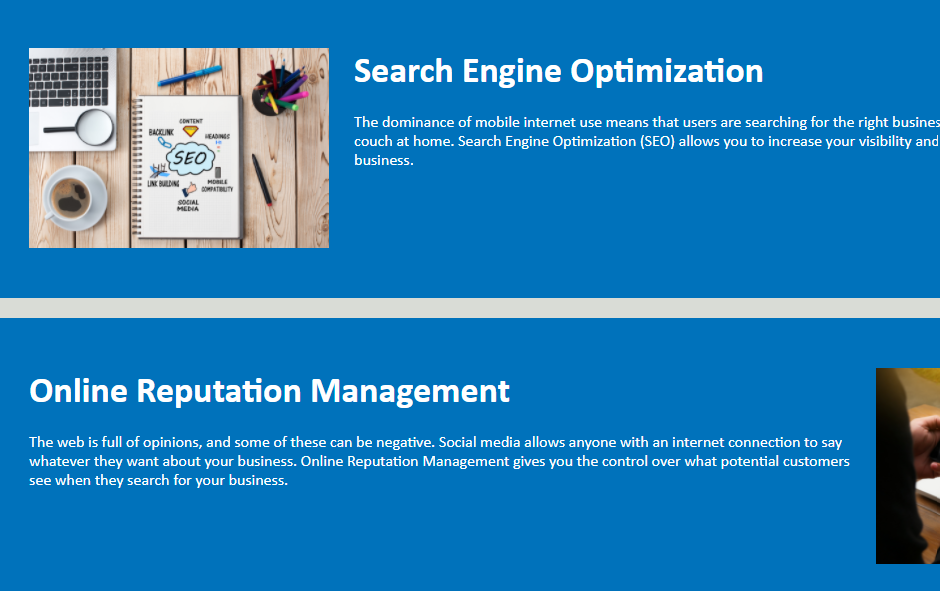 Search Engine Optimization
The dominance of mobile internet use means that users are searching for the right
couch at home. Search Engine Optimization (SEO) allows you to increase your visibility and
business.
CONTENT
BACKLINK
HEADINGS
SEO
LINK BUILDING
MOBILE
COMPATIBILITY
SOCIAL
MEDIA
Online Reputation Management
The web is full of opinions, and some of these can be negative. Social media allows anyone with an internet connection to say
whatever they want about your business. Online Reputation Management gives you the control over what potential customers
see when they search for your business.